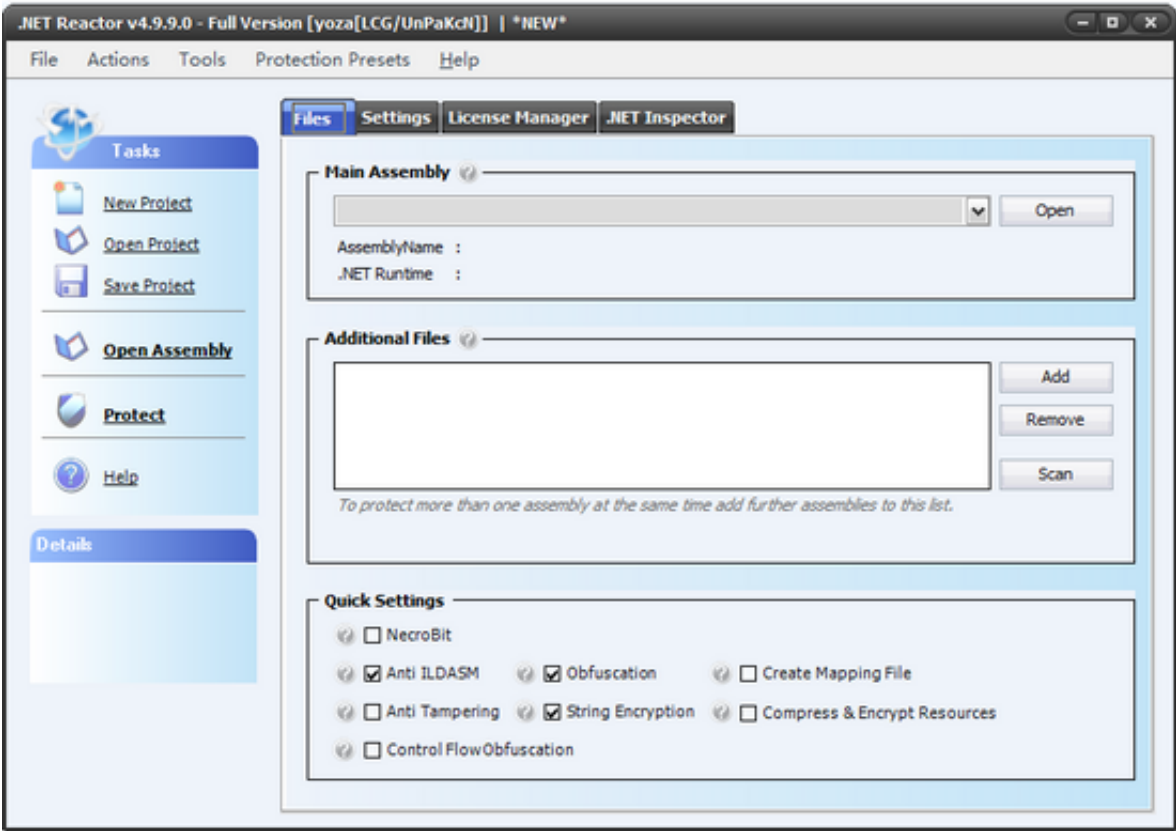 .NET Reactor v4.9.9.0 - Full Version [yoza[LCG/UnPaKcN]] | *NEW*
File Actions Tools Protection Presets Help
Files Settings License Manager .NET Inspector
Tasks
New Project
Open Project
Save Project
Open Assembly
Protect
Help
Details
Main Assembly
Open
AssemblyName :
.NET Runtime :
Additional Files
Add
Remove
Scan
To protect more than one assembly at the same time add further assemblies to this list.
Quick Settings
NecroBit
Anti ILDASM Obfuscation Create Mapping File
Anti Tampering String Encryption Compress & Encrypt Resources
Control Flow Obfuscation